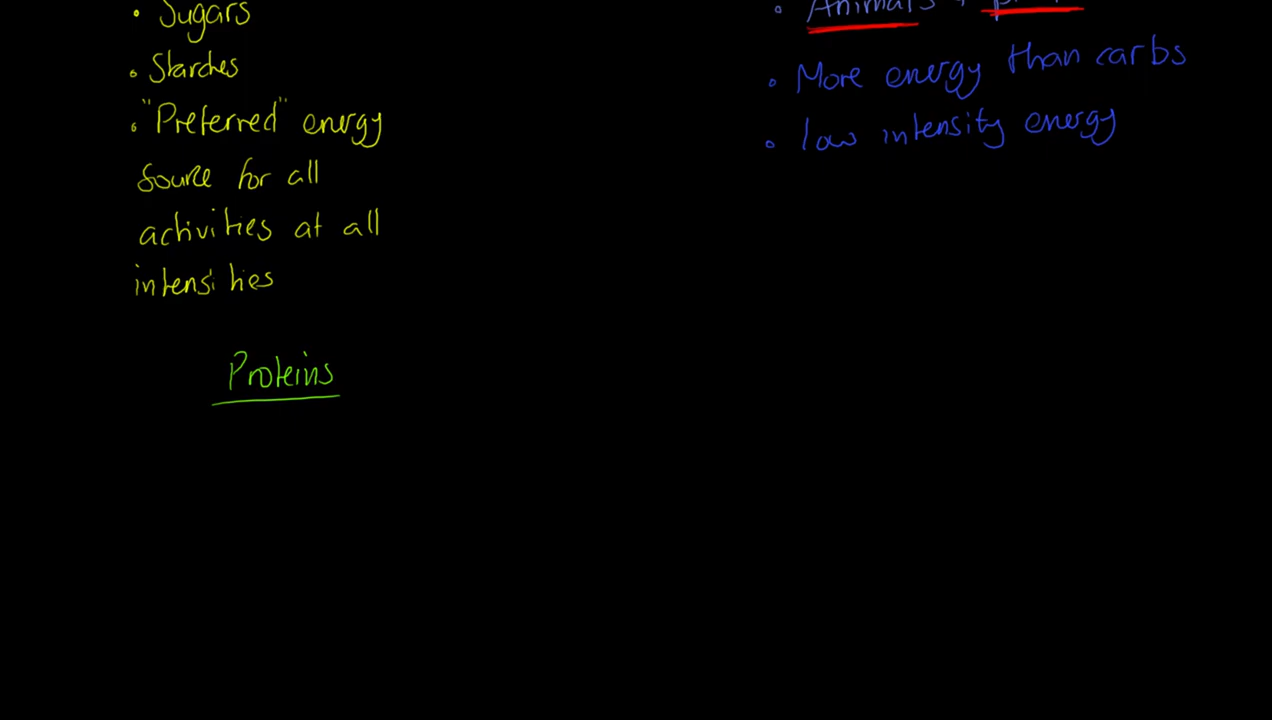 • Sugars
• Starches
• "Preferred" energy
source for all
activities at all
intensities
Proteins
• Animals
• More energy than carbs
• low intensity energy